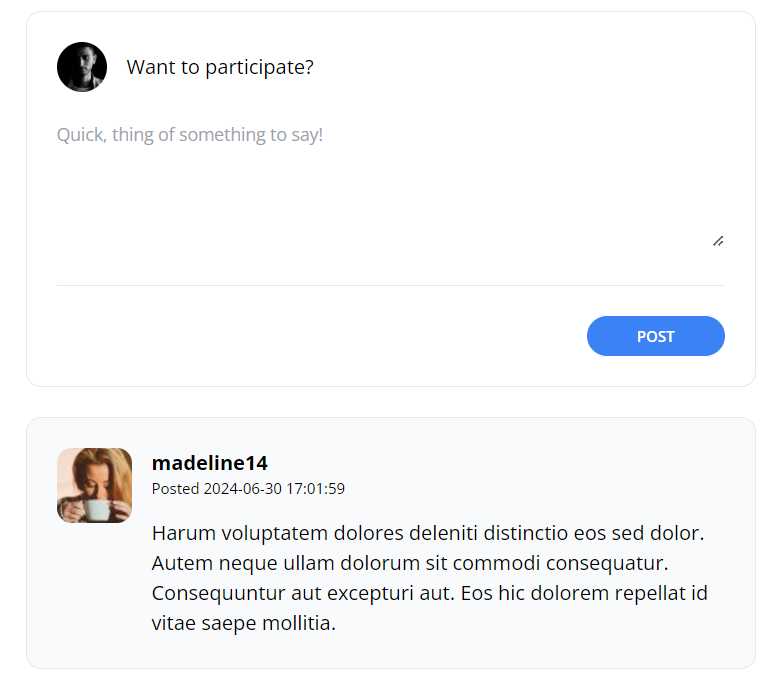 Want to participate?
Quick, thing of something to say!
POST
madeline14
Posted 2024-06-30 17:01:59
Harum voluptatem dolores deleniti distinctio eos sed dolor.
Autem neque ullam dolorum sit commodi consequatur.
Consequuntur aut excepturi aut. Eos hic dolorem repellat id
vitae saepe mollitia.